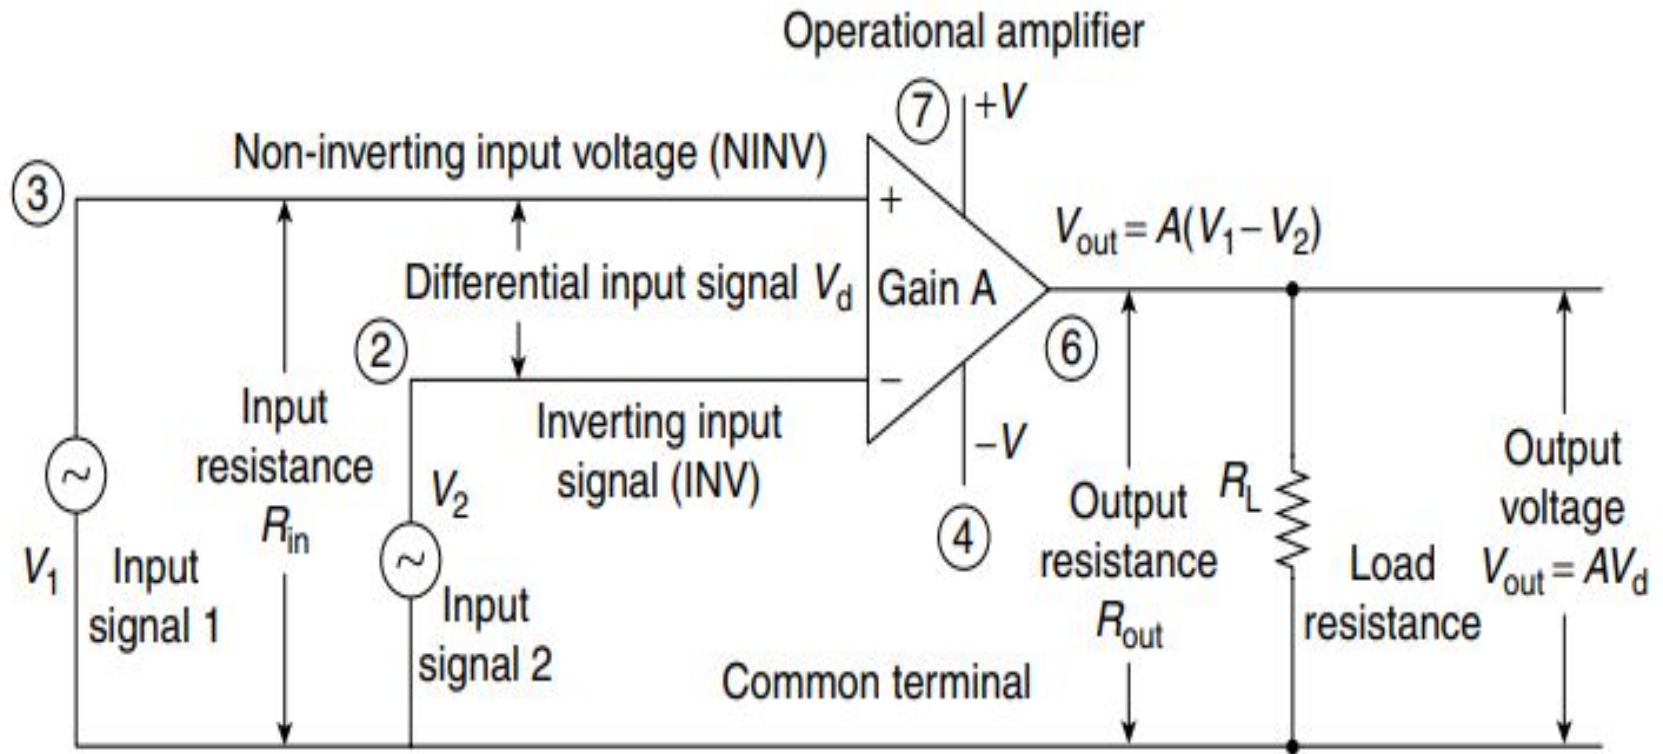 Operational amplifier
7
+V
Non-inverting input voltage (NINV)
3
+
Vout = A(V1 − V2)
Differential input signal Vd
Gain A
2
6
−
Input
resistance
Rin
Inverting input
signal (INV)
−V
4
V2
V1
Input
signal 1
Input
signal 2
Output
resistance
Rout
RL
Load
resistance
Output
voltage
Vout = AVd
Common terminal